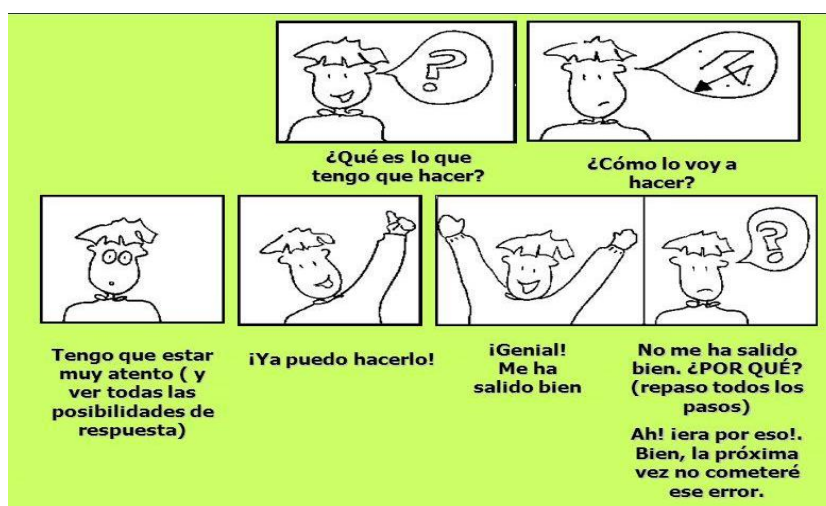 ?
¿Qué es lo que
tengo que hacer?
¿Cómo lo voy a
hacer?
Tengo que estar
muy atento ( y
ver todas las
posibilidades de
respuesta)
¡Ya puedo hacerlo!
¡Genial!
Me ha
salido bien
?
No me ha salido
bien. ¿POR QUÉ?
(repaso todos los
pasos)
Ah! ¡era por eso!.
Bien, la próxima
vez no cometeré
ese error.